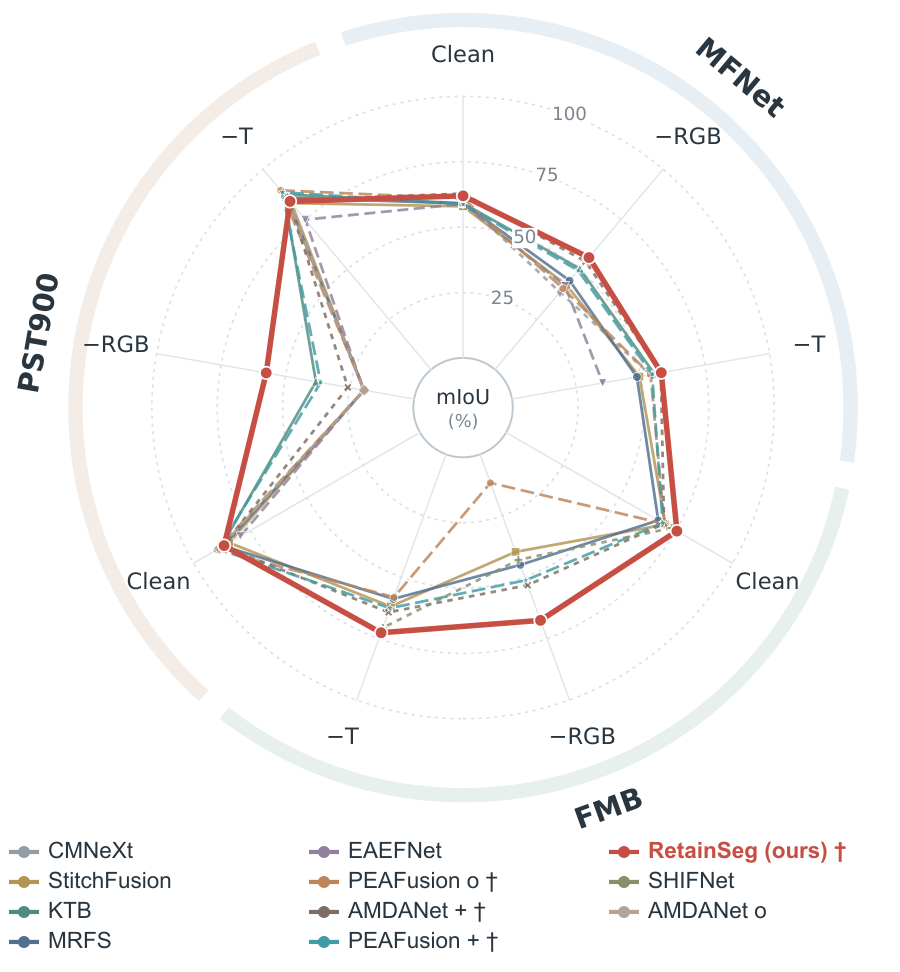 Clean
MFNet
−T
−RGB
100
75
50
25
PST900
−RGB
−T
mIoU
(%)
Clean
Clean
−T
−RGB
FMB
CMNeXt
EAEFNet
RetainSeg (ours) †
StitchFusion
PEAFusion o †
SHIFNet
KTB
AMDANet + †
AMDANet o
MRFS
PEAFusion + †